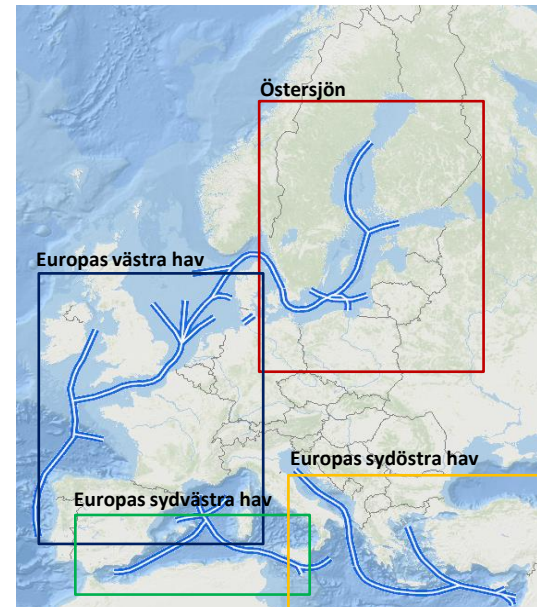 Östersjön
Europas västra hav
Europas sydöstra hav
Europas sydvästra hav